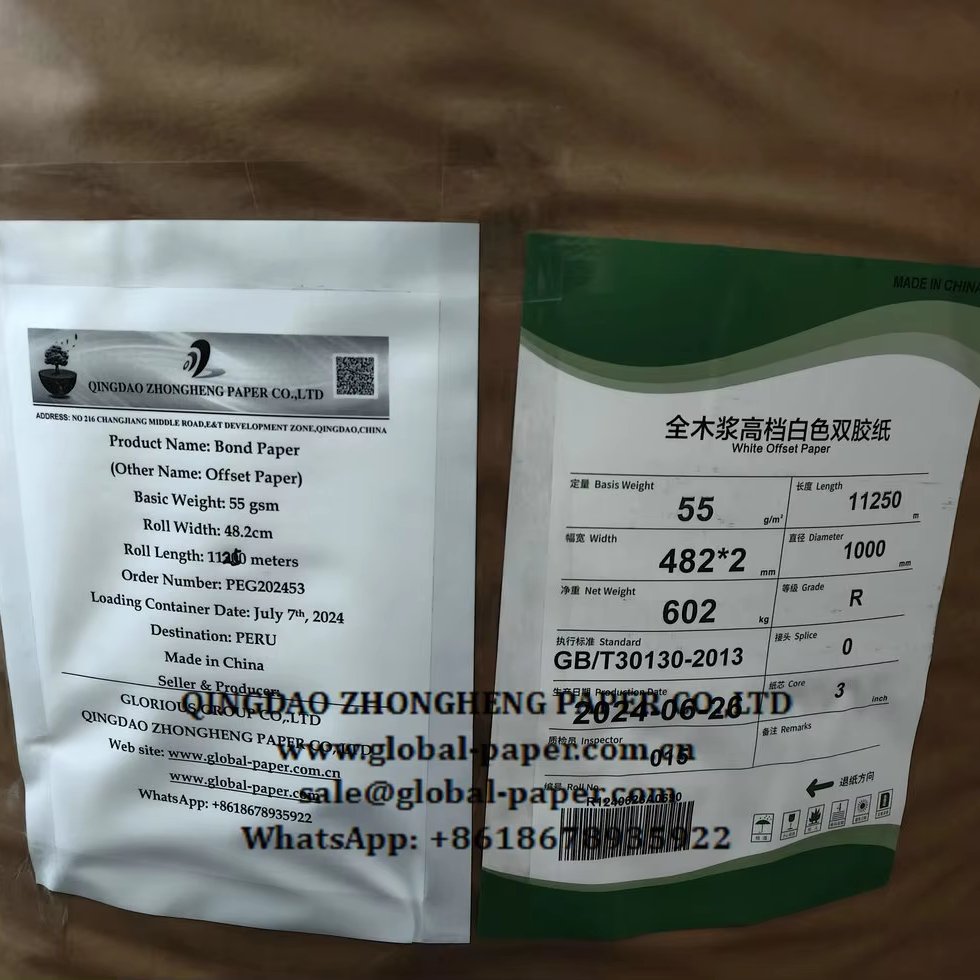 QINGDAO ZHONGHENG PAPER CO.,LTD
ADDRESS: NO 216 CHANGJIANG MIDDLE ROAD,E&T DEVELOPMENT ZONE,QINGDAO,CHINA
Product Name: Bond Paper
(Other Name: Offset Paper)
Basic Weight: 55 gsm
Roll Width: 48.2cm
Roll Length: meters
Order Number: PEG202453
Loading Container Date: July 7th, 2024
Destination: PERU
Made in China
Seller & Producer:
GLORIOUS GROUP CO.,LTD
QINGDAO ZHONGHENG PAPER CO.,LTD
Web site: www.global-paper.com.cn
www.global-paper.com
WhatsApp: +8618678935922
MADE IN CHINA
全木浆高档白色双胶纸
White Offset Paper
定量 Basis Weight 55 g/m²
长度 Length 11250 m
幅宽 Width 482*2 mm
直径 Diameter 1000 mm
净重 Net Weight 602 kg
等级 Grade R
执行标准 Standard
GB/T30130-2013
接头 Splice 0
生产日期 Production Date
2024-06-26
纸芯 Core 3 inch
质检员 Inspector
016
备注 Remarks
编号 Roll No.
退纸方向
QINGDAO ZHONGHENG PAPER CO.,LTD
www.global-paper.com.cn
sale@global-paper.com
WhatsApp: +8618678935922